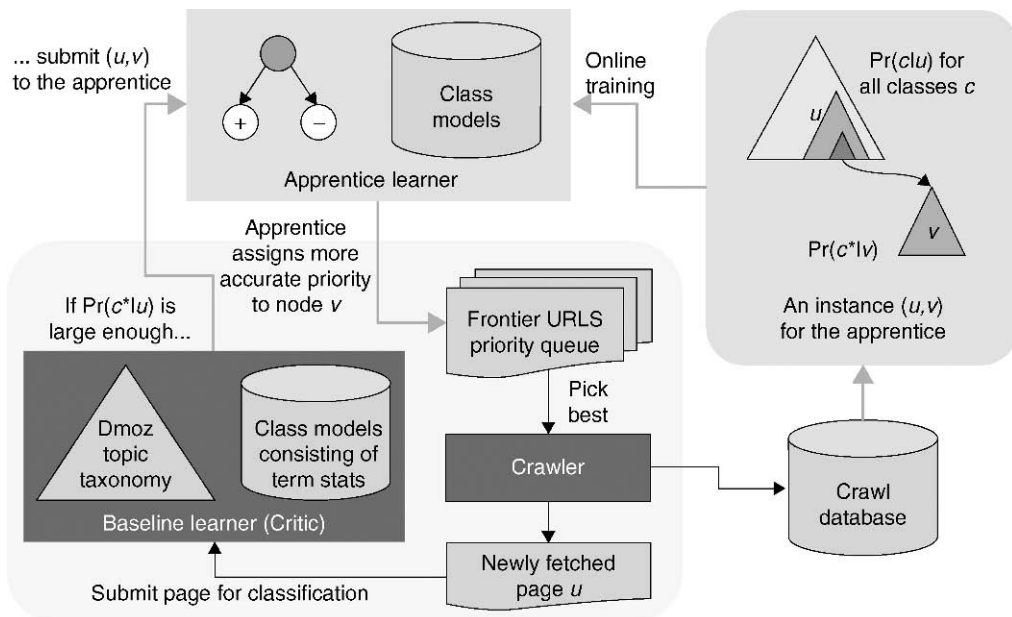 ... submit (u,v)
to the apprentice
+
−
Class
models
Apprentice learner
Online
training
Pr(c|u) for
all classes c
u
v
Pr(c*|v)
An instance (u,v)
for the apprentice
Apprentice
assigns more
accurate priority
to node v
If Pr(c*|u) is
large enough...
Frontier URLS
priority queue
Pick
best
Dmoz
topic
taxonomy
Class models
consisting of
term stats
Baseline learner (Critic)
Crawler
Crawl
database
Newly fetched
page u
Submit page for classification